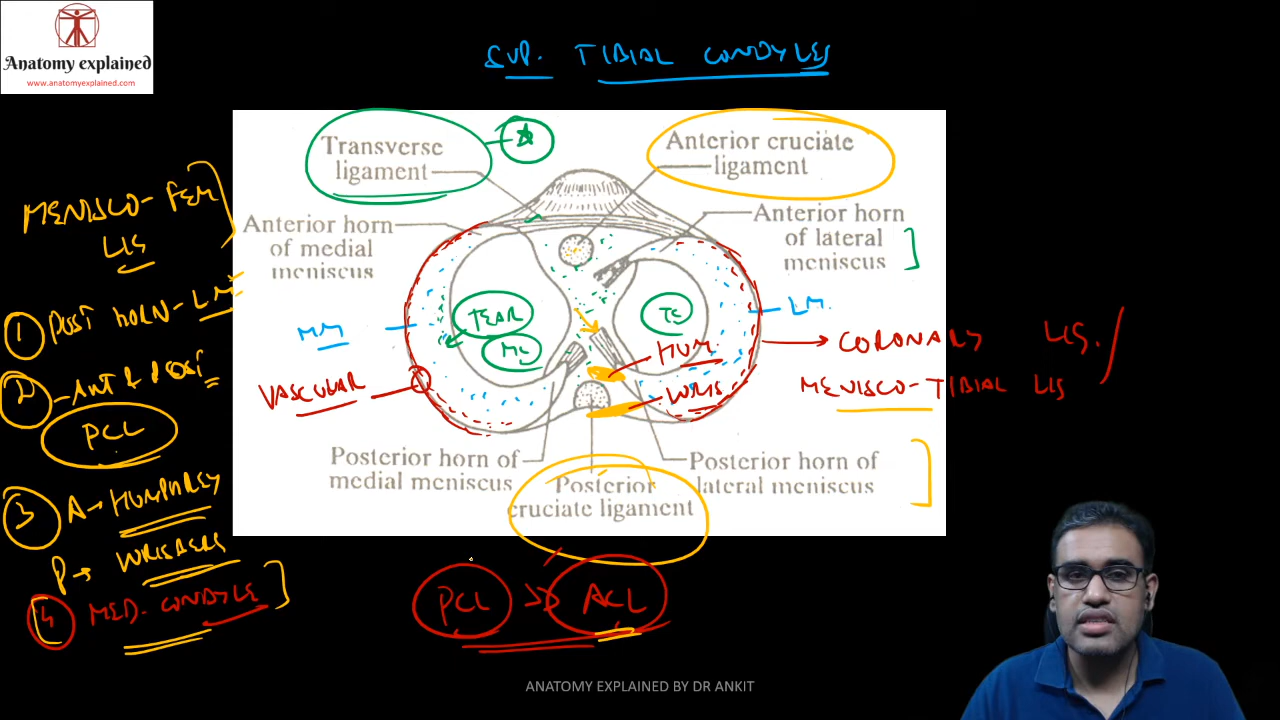 Anatomy explained
www.anatomyexplained.com
SUP. TIBIAL CONDYLES
Transverse
ligament
Anterior cruciate
ligament
Anterior horn
of medial
meniscus
Anterior horn
of lateral
meniscus
MENISCO-FEM
LIG
1 POST HORN-LM
2 -ANT & POST
PCL
3 A→ HUMPHREY
P→ WRISBERG
4 MED. CONDYLE
MM
VASCULAR
TEAR
LM
HUM
WRIS
CORONARY LIG.
MENISCO-TIBIAL LIG
Posterior horn of
medial meniscus
Posterior
cruciate ligament
Posterior horn of
lateral meniscus
PCL >> ACL
ANATOMY EXPLAINED BY DR ANKIT